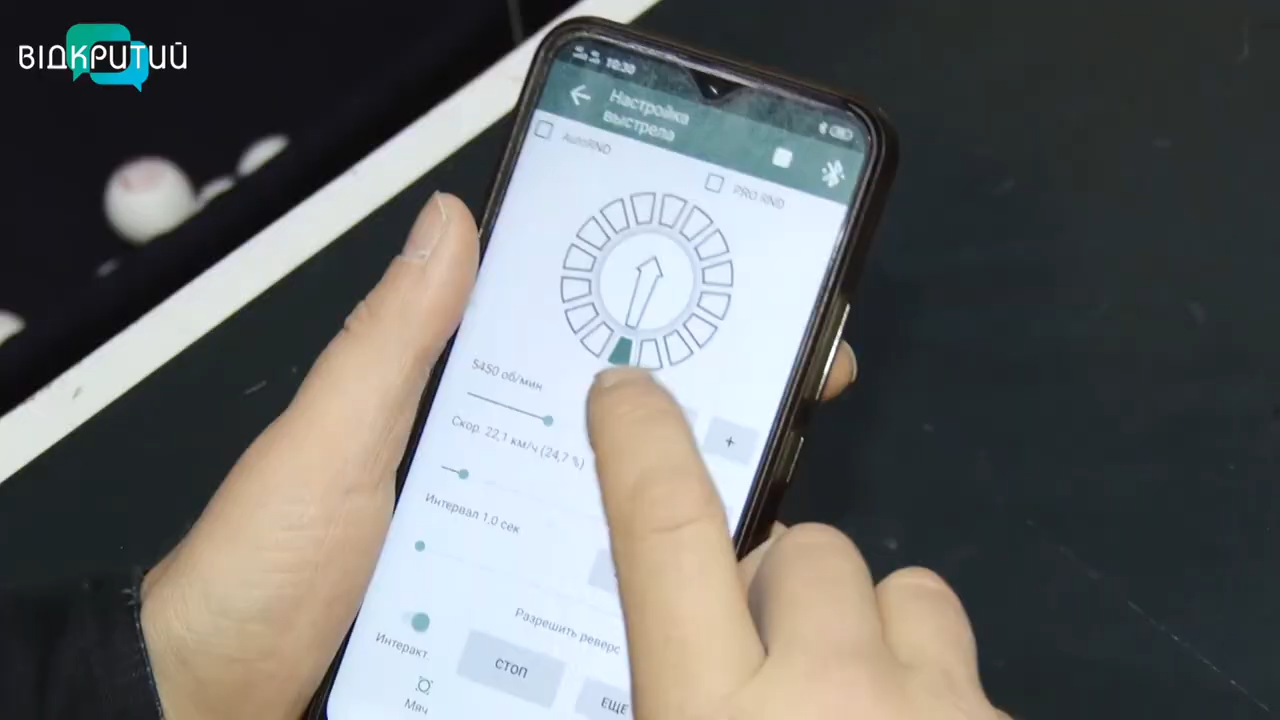 ВІДКРИТИЙ
10:30
Настройка
выстрела
AutoRND
PRO RND
5450 об/мин
+
Скор. 22,1 км/ч (24,7 %)
Интервал 1,0 сек
Разрешить реверс
Интеракт.
СТОП
ЕЩЕ
Мяч